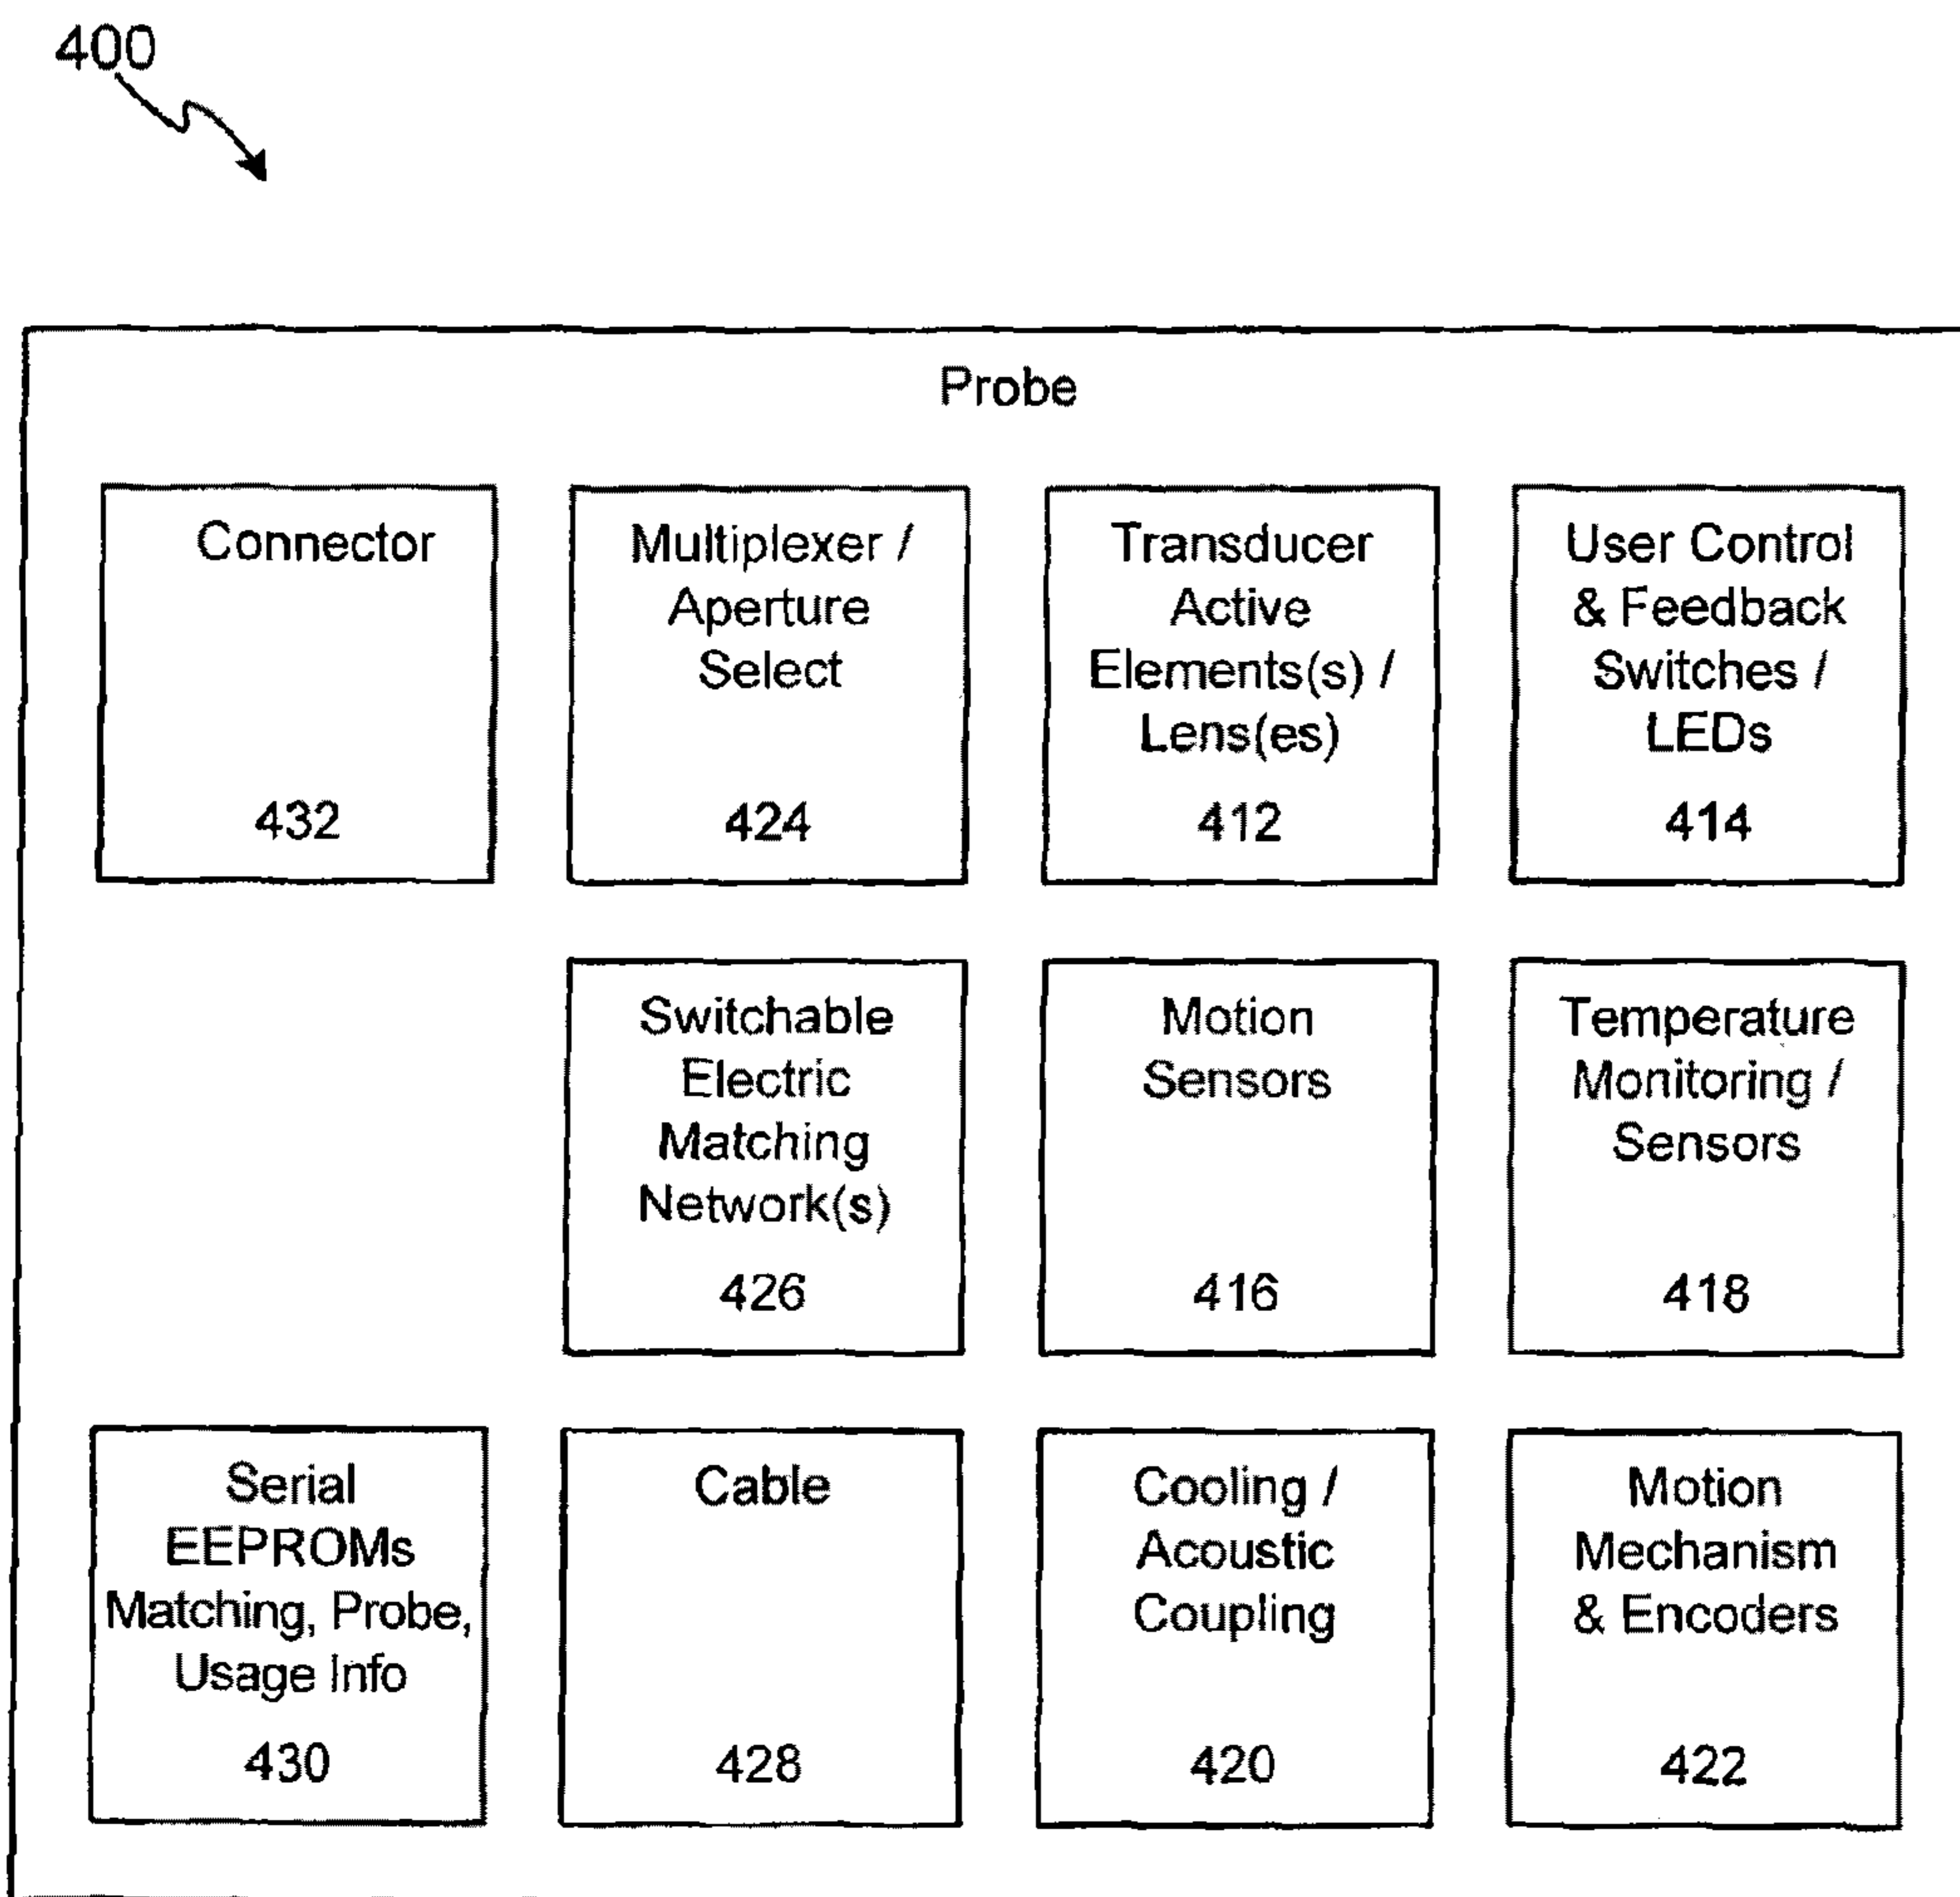 400
Probe
Connector
432
Multiplexer /
Aperture
Select
424
Transducer
Active
Elements(s) /
Lens(es)
412
User Control
& Feedback
Switches /
LEDs
414
Switchable
Electric
Matching
Network(s)
426
Motion
Sensors
416
Temperature
Monitoring /
Sensors
418
Serial
EEPROMs
Matching, Probe,
Usage Info
430
Cable
428
Cooling /
Acoustic
Coupling
420
Motion
Mechanism
& Encoders
422